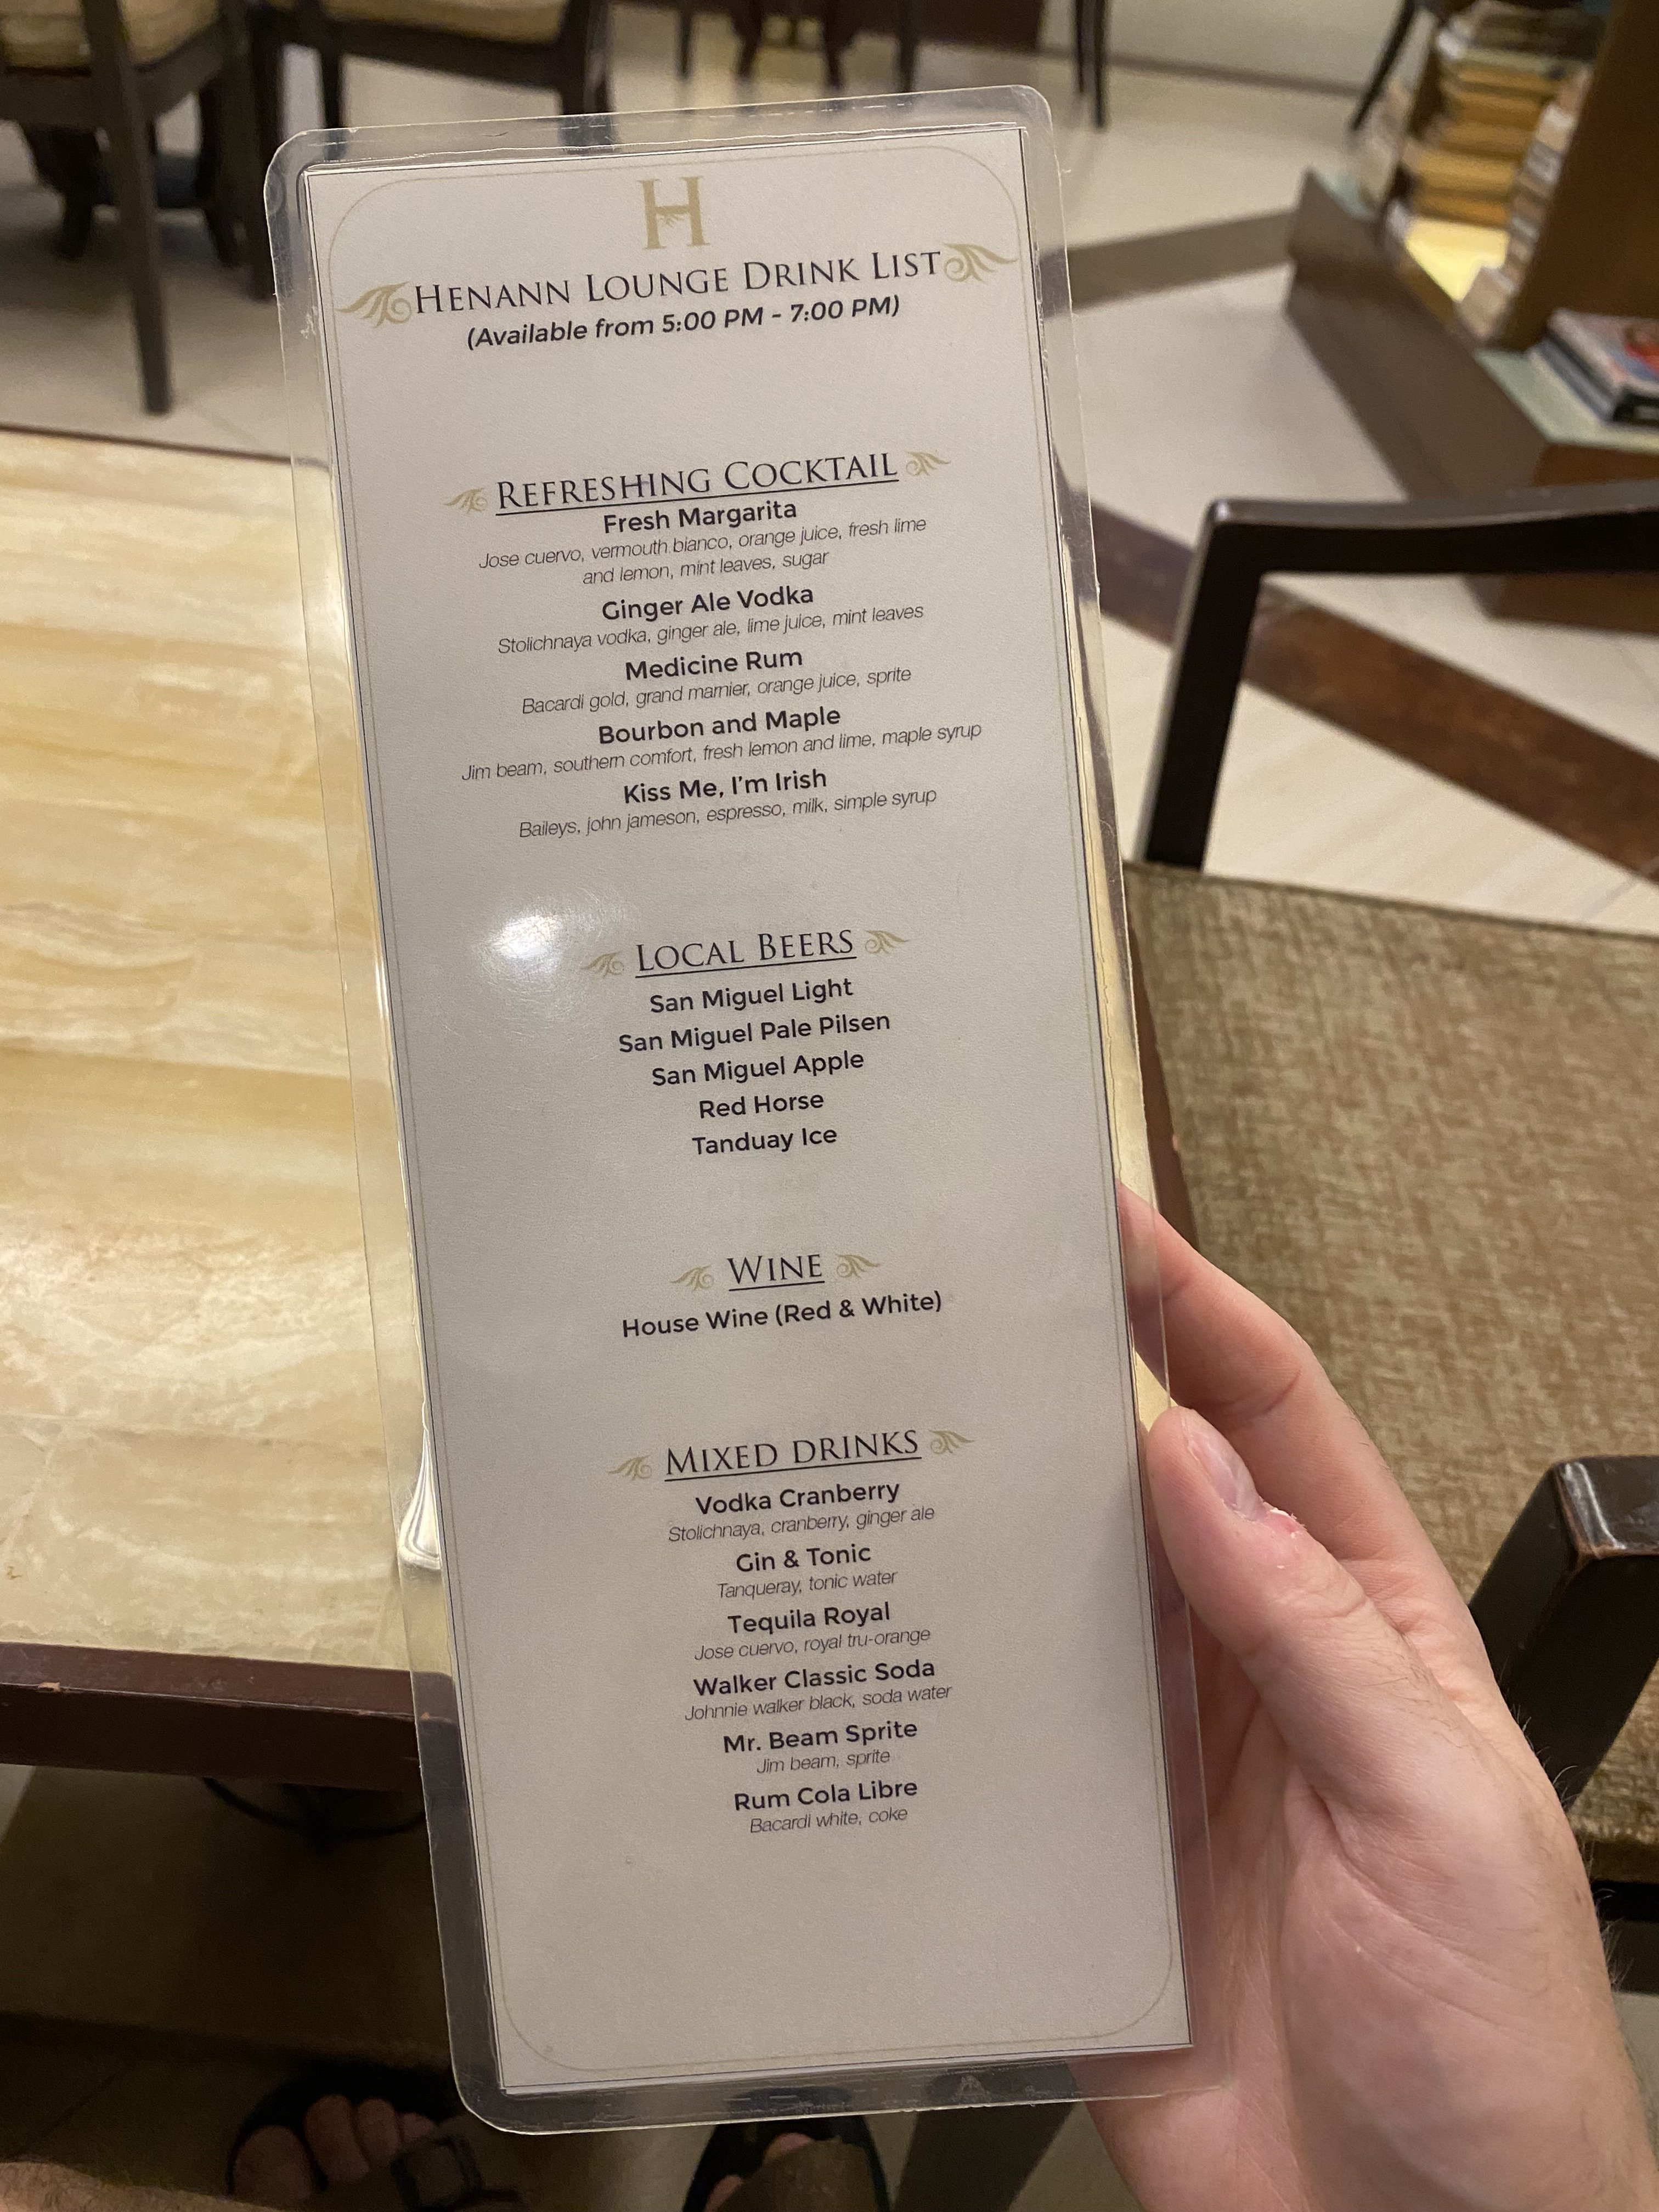 H
HENANN LOUNGE DRINK LIST
(Available from 5:00 PM - 7:00 PM)
REFRESHING COCKTAIL
Fresh Margarita
Jose cuervo, vermouth bianco, orange juice, fresh lime
and lemon, mint leaves, sugar
Ginger Ale Vodka
Stolichnaya vodka, ginger ale, lime juice, mint leaves
Medicine Rum
Bacardi gold, grand marnier, orange juice, sprite
Bourbon and Maple
Jim beam, southern comfort, fresh lemon and lime, maple syrup
Kiss Me, I'm Irish
Baileys, john jameson, espresso, milk, simple syrup
LOCAL BEERS
San Miguel Light
San Miguel Pale Pilsen
San Miguel Apple
Red Horse
Tanduay Ice
WINE
House Wine (Red & White)
MIXED DRINKS
Vodka Cranberry
Stolichnaya, cranberry, ginger ale
Gin & Tonic
Tanqueray, tonic water
Tequila Royal
Jose cuervo, royal tru-orange
Walker Classic Soda
Johnnie walker black, soda water
Mr. Beam Sprite
Jim beam, sprite
Rum Cola Libre
Bacardi white, coke